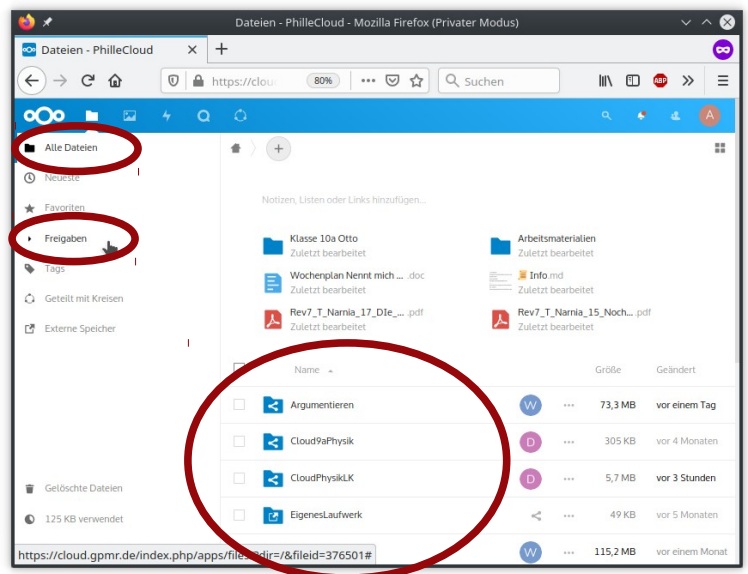 Dateien - PhilleCloud - Mozilla Firefox (Privater Modus)
Dateien - PhilleCloud
https://clou
80%
Suchen
ABP
A
Alle Dateien
Neueste
Favoriten
Freigaben
Tags
Geteilt mit Kreisen
Externe Speicher
Notizen, Listen oder Links hinzufügen...
Klasse 10a Otto
Zuletzt bearbeitet
Arbeitsmaterialien
Zuletzt bearbeitet
Wochenplan Nennt mich ... .doc
Zuletzt bearbeitet
Info.md
Zuletzt bearbeitet
Rev7_T_Narnia_17_DIe_... .pdf
Zuletzt bearbeitet
Rev7_T_Narnia_15_Noch... .pdf
Zuletzt bearbeitet
Name Größe Geändert
Argumentieren W ... 73,3 MB vor einem Tag
Cloud9aPhysik D ... 305 KB vor 4 Monaten
CloudPhysikLK D ... 5,7 MB vor 3 Stunden
EigenesLaufwerk ... 49 KB vor 5 Monaten
W ... 115,2 MB vor einem Monat
Gelöschte Dateien
125 KB verwendet
https://cloud.gpmr.de/index.php/apps/files/?dir=/&fileid=376501#